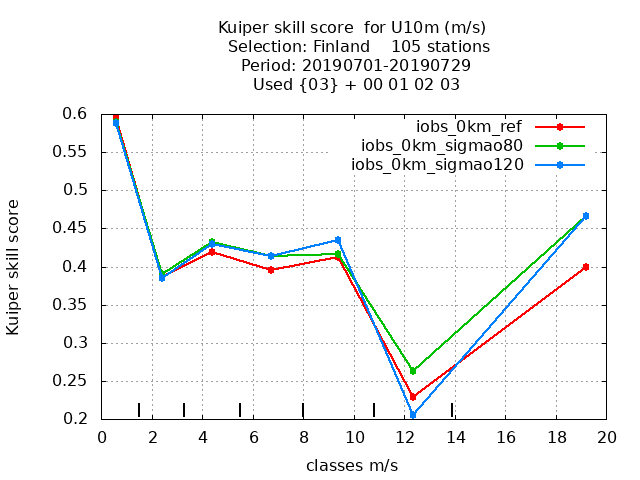 Kuiper skill score  for U10m (m/s)
Selection: Finland    105 stations
Period: 20190701-20190729
Used {03} + 00 01 02 03
iobs_0km_ref
iobs_0km_sigmao80
iobs_0km_sigmao120
Kuiper skill score
0.6
0.55
0.5
0.45
0.4
0.35
0.3
0.25
0.2
0 2 4 6 8 10 12 14 16 18 20
classes m/s